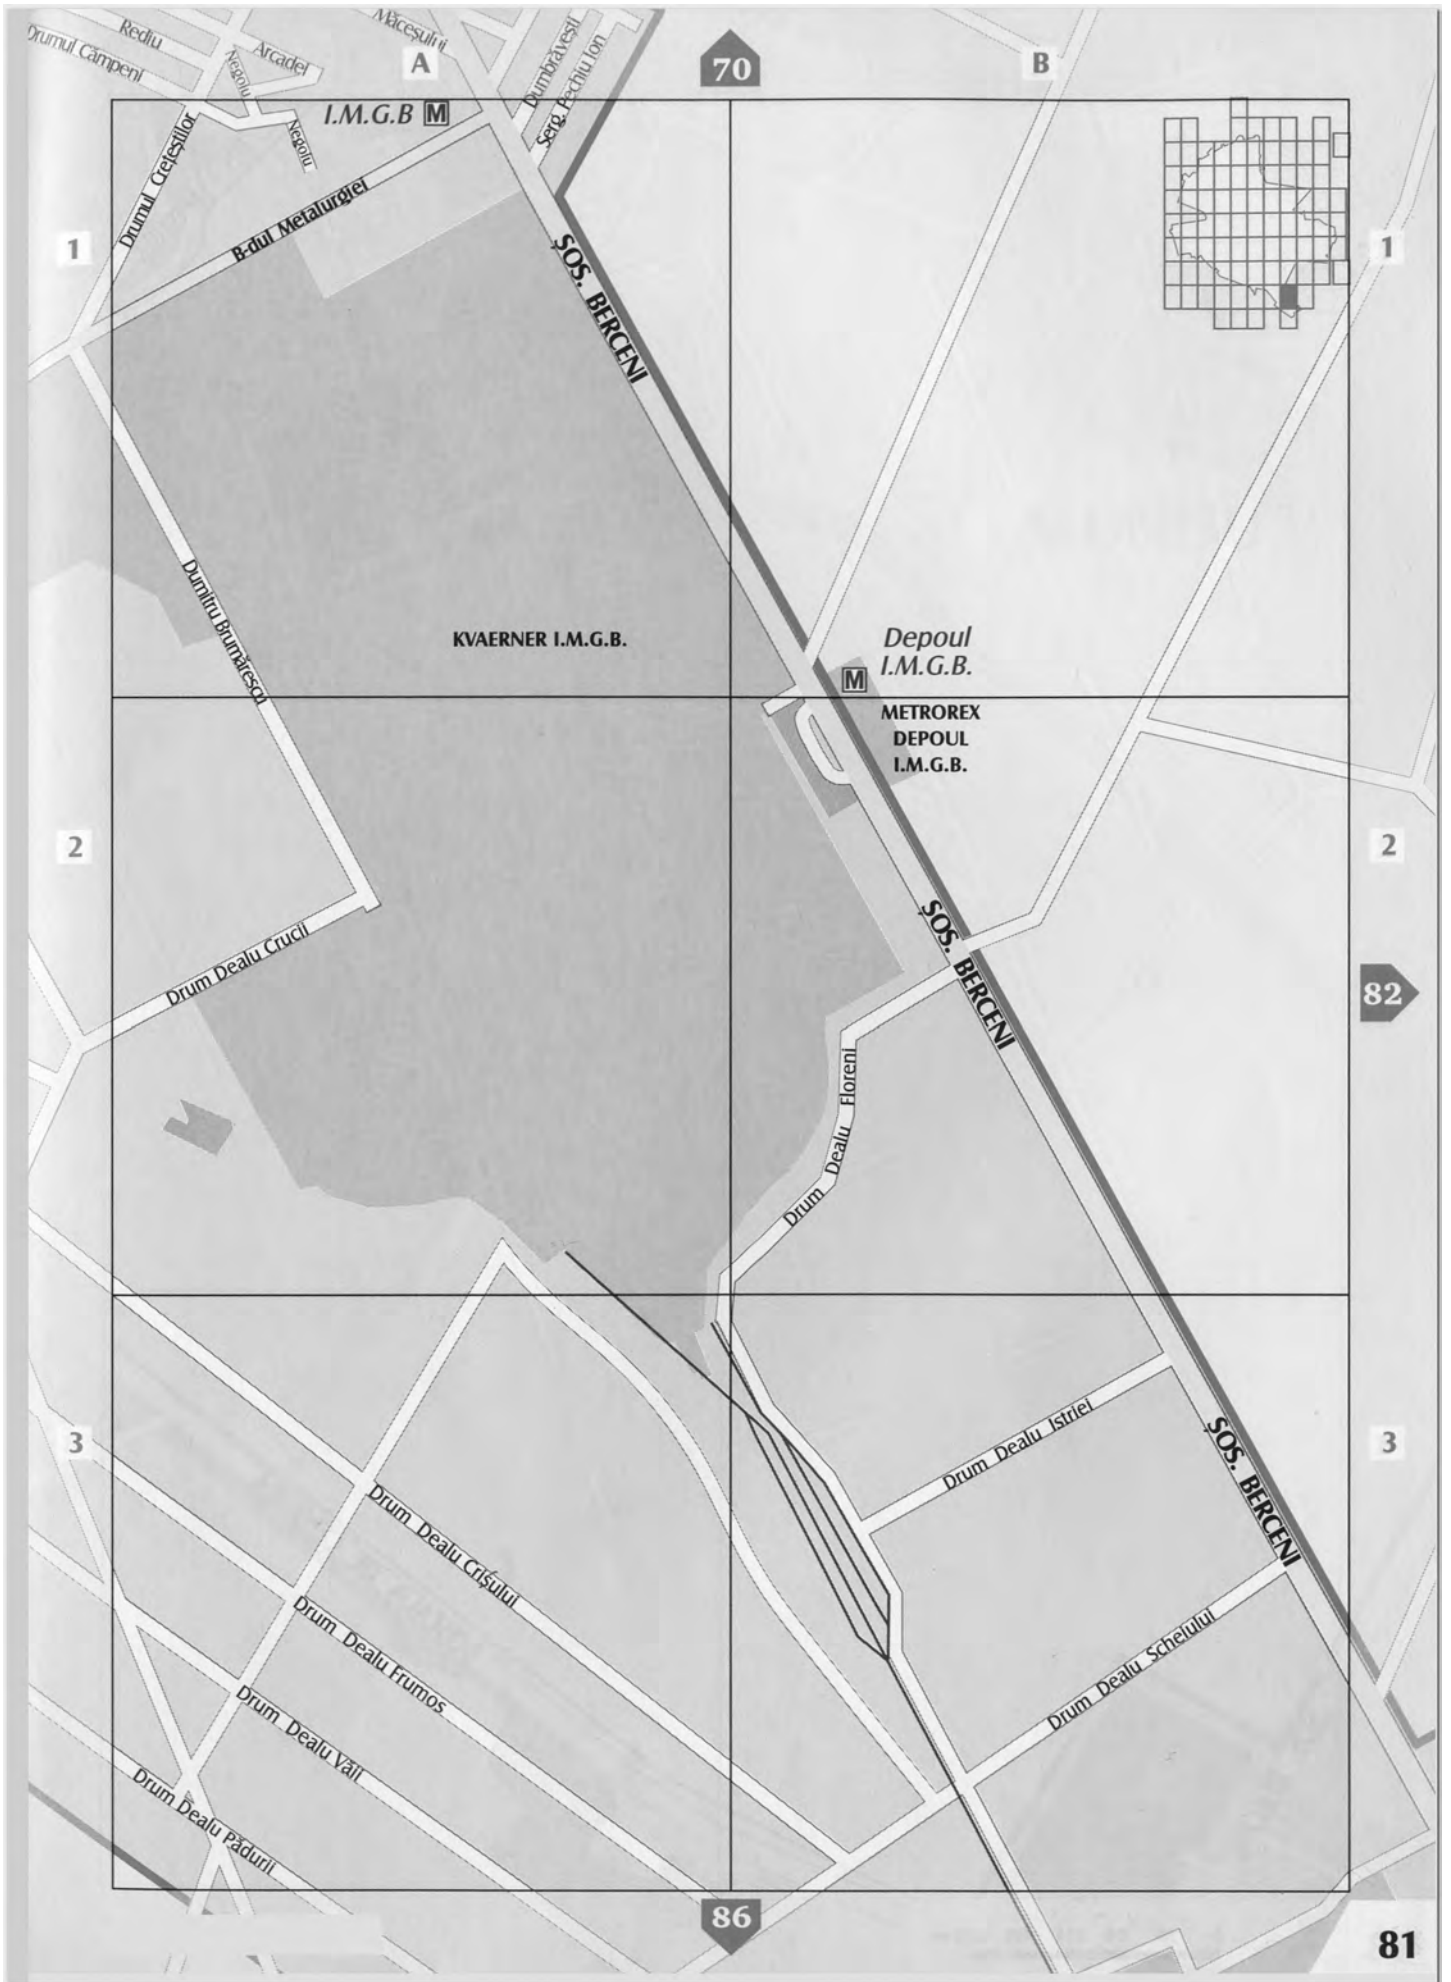 Măceșului
Rediu
Arcadel
Drumul Câmpeni
Negoiu
Negoiu
Dumbrăvești
Serg. Pechiu Ion
A
70
B
I.M.G.B M
Drumul Crețeștilor
B-dul Metalurgiei
1
1
ȘOS. BERCENI
Dumitru Brumărescu
KVAERNER I.M.G.B.
Depoul
I.M.G.B.
M
METROREX
DEPOUL
I.M.G.B.
2
2
ȘOS. BERCENI
Drum Dealu Crucii
82
Drum Dealu Floreni
3
3
Drum Dealu Istriei
ȘOS. BERCENI
Drum Dealu Crișului
Drum Dealu Frumos
Drum Dealu Schelului
Drum Dealu Văii
Drum Dealu Pădurii
86
81